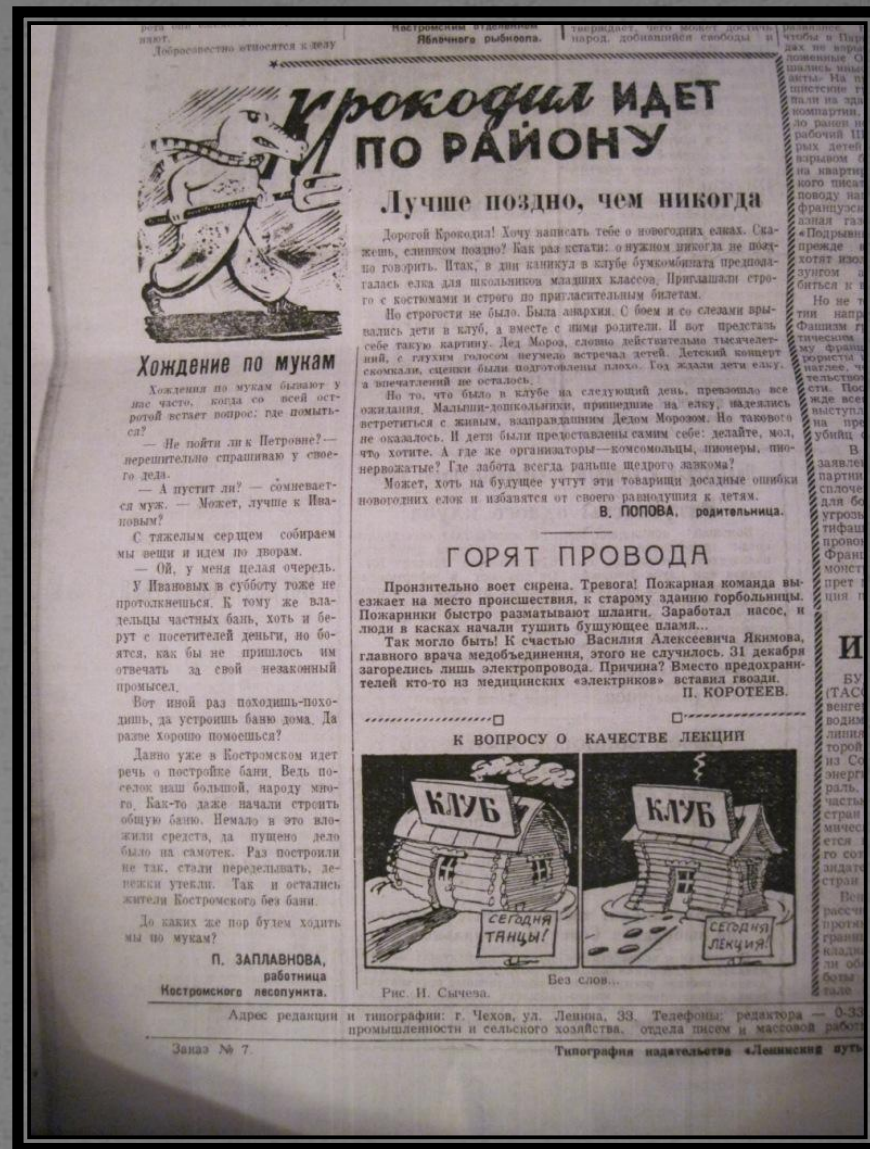 нают.
Добросовестно относятся к делу
Костромским отделением
Яблочного рыбкоопа.
тверждает, чего может достичь
народ, добившийся свободы и
Крокодил ИДЕТ
ПО РАЙОНУ
Хождение по мукам
Хождения по мукам бывают у
нас часто, когда со всей ост-
ротой встает вопрос: где помыть-
ся?
— Не пойти ли к Петровне?—
нерешительно спрашиваю у свое-
го деда.
— А пустит ли? — сомневает-
ся муж. — Может, лучше к Ива-
новым?
С тяжелым сердцем собираем
мы вещи и идем по дворам.
— Ой, у меня целая очередь.
У Ивановых в субботу тоже не
протолкнешься. К тому же вла-
дельцы частных бань, хоть и бе-
рут с посетителей деньги, но бо-
ятся, как бы не пришлось им
отвечать за свой незаконный
промысел.
Вот иной раз походишь-похо-
дишь, да устроишь баню дома. Да
разве хорошо помоешься?
Давно уже в Костромском идет
речь о постройке бани. Ведь по-
селок наш большой, народу мно-
го. Как-то даже начали строить
общую баню. Немало в это вло-
жили средств, да пущено дело
было на самотек. Раз построили
не так, стали переделывать, де-
нежки утекли. Так и остались
жители Костромского без бани.
До каких же пор будем ходить
мы по мукам?
П. ЗАПЛАВНОВА,
работница
Костромского лесопункта.
Лучше поздно, чем никогда
Дорогой Крокодил! Хочу написать тебе о новогодних елках. Ска-
жешь, слишком поздно? Как раз кстати: о нужном никогда не позд-
но говорить. Итак, в дни каникул в клубе бумкомбината предпола-
галась елка для школьников младших классов. Приглашали стро-
го с костюмами и строго по пригласительным билетам.
Но строгости не было. Была анархия. С боем и со слезами вры-
вались дети в клуб, а вместе с ними родители. И вот представь
себе такую картину. Дед Мороз, словно действительно тысячелет-
ний, с глухим голосом неумело встречал детей. Детский концерт
скомкали, сценки были подготовлены плохо. Год ждали дети елку,
а впечатлений не осталось.
Но то, что было в клубе на следующий день, превзошло все
ожидания. Малыши-дошкольники, пришедшие на елку, надеялись
встретиться с живым, взаправдашним Дедом Морозом. Но такового
не оказалось. И дети были предоставлены самим себе: делайте, мол,
что хотите. А где же организаторы—комсомольцы, пионеры, пио-
нервожатые? Где забота всегда раньше щедрого завкома?
Может, хоть на будущее учтут эти товарищи досадные ошибки
новогодних елок и избавятся от своего равнодушия к детям.
В. ПОПОВА, родительница.
ГОРЯТ ПРОВОДА
Пронзительно воет сирена. Тревога! Пожарная команда вы-
езжает на место происшествия, к старому зданию горбольницы.
Пожарники быстро разматывают шланги. Заработал насос, и
люди в касках начали тушить бушующее пламя...
Так могло быть! К счастью Василия Алексеевича Якимова,
главного врача медобъединения, этого не случилось. 31 декабря
загорелись лишь электропровода. Причина? Вместо предохрани-
телей кто-то из медицинских «электриков» вставил гвозди.
П. КОРОТЕЕВ.
К ВОПРОСУ О КАЧЕСТВЕ ЛЕКЦИЙ
КЛУБ
СЕГОДНЯ
ТАНЦЫ!
КЛУБ
СЕГОДНЯ
ЛЕКЦИЯ!
Без слов...
Рис. И. Сычева.
Адрес редакции и типографии: г. Чехов, ул. Ленина, 33. Телефоны: редактора — 0-33
промышленности и сельского хозяйства, отдела писем и массовой работ
Заказ № 7.
Типография издательства «Ленинский путь